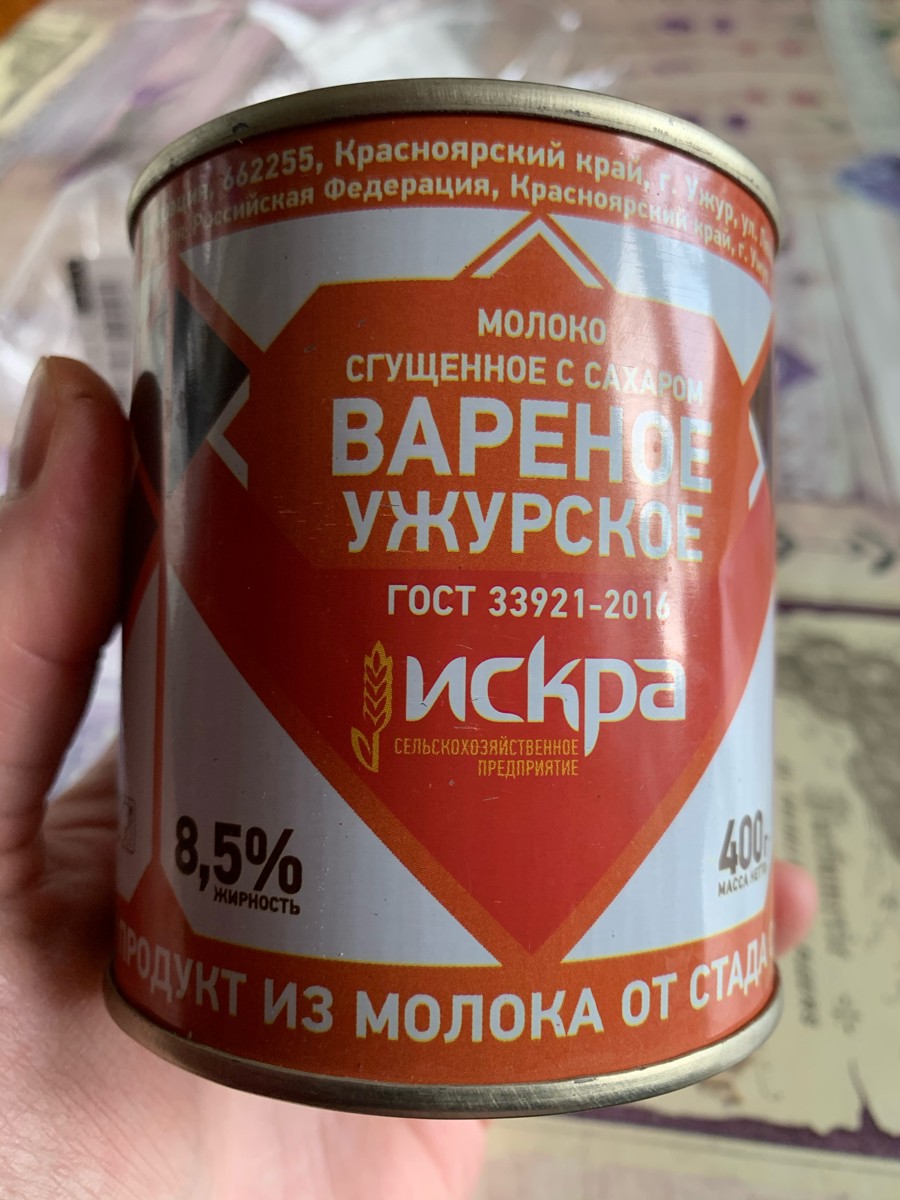 662255, Красноярский край, г. Ужур, ул.
Российская Федерация, Красноярский край, г.
МОЛОКО
СГУЩЕННОЕ С САХАРОМ
ВАРЕНОЕ
УЖУРСКОЕ
ГОСТ 33921-2016
искра
СЕЛЬСКОХОЗЯЙСТВЕННОЕ
ПРЕДПРИЯТИЕ
8,5%
ЖИРНОСТЬ
400г
МАССА НЕТТО
ПРОДУКТ ИЗ МОЛОКА ОТ СТАДА